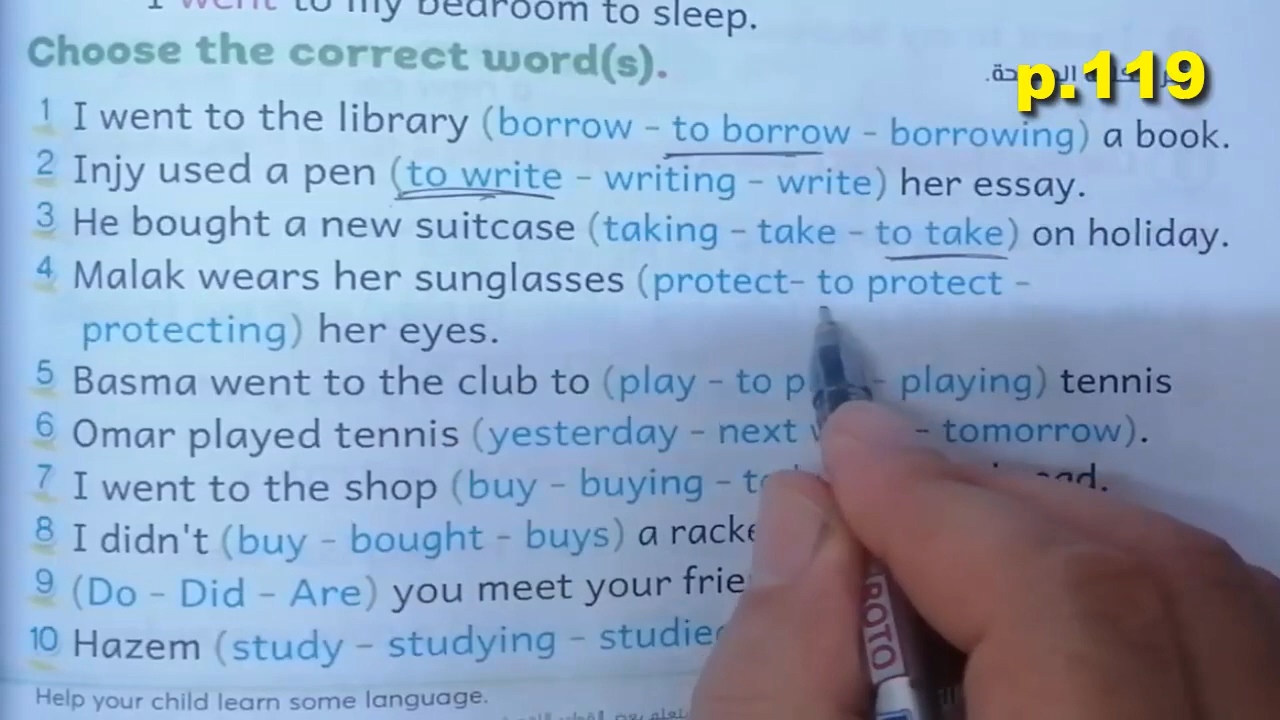 I went to my bedroom to sleep.
Choose the correct word(s).
p.119
1 I went to the library (borrow - to borrow - borrowing) a book.
2 Injy used a pen (to write - writing - write) her essay.
3 He bought a new suitcase (taking - take - to take) on holiday.
4 Malak wears her sunglasses (protect- to protect -
protecting) her eyes.
5 Basma went to the club to (play - to - playing) tennis
6 Omar played tennis (yesterday - next - tomorrow).
7 I went to the shop (buy - buying -
8 I didn't (buy - bought - buys) a
9 (Do - Did - Are) you meet your
10 Hazem (study - studying -
Help your child learn some language.